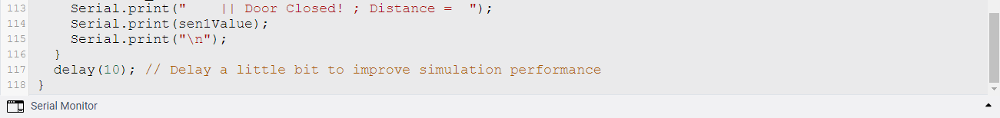 113 Serial.print("    || Door Closed! ; Distance =  ");
114 Serial.print(sen1Value);
115 Serial.print("\n");
116 }
117 delay(10); // Delay a little bit to improve simulation performance
118 }
Serial Monitor